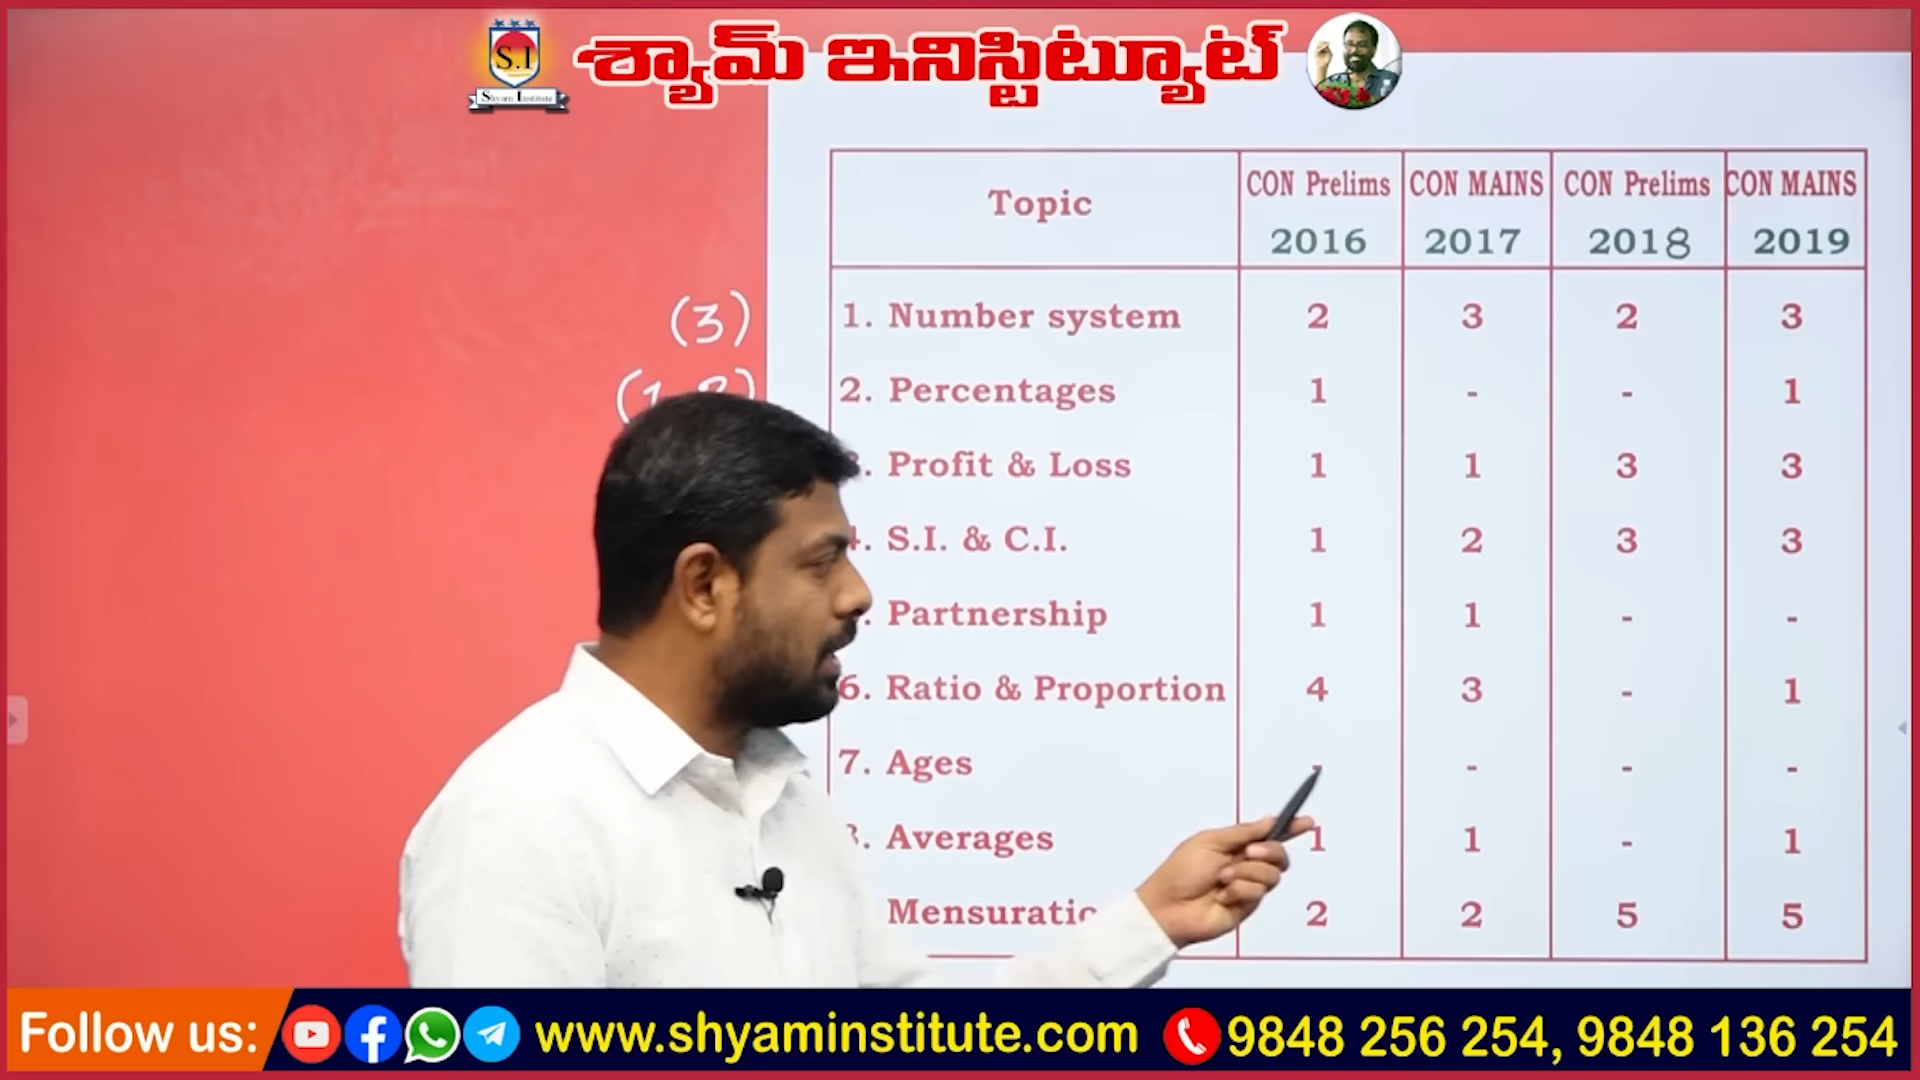 S.I
Shyam Institute
శ్యామ్ ఇనిస్టిట్యూట్
Topic CON Prelims 2016 CON MAINS 2017 CON Prelims 2018 CON MAINS 2019
(3) 1. Number system 2 3 2 3
2. Percentages 1 - - 1
. Profit & Loss 1 1 3 3
4. S.I. & C.I. 1 2 3 3
. Partnership 1 1 - -
6. Ratio & Proportion 4 3 - 1
7. Ages - - - -
. Averages 1 1 - 1
Mensuratio 2 2 5 5
Follow us: www.shyaminstitute.com 9848 256 254, 9848 136 254